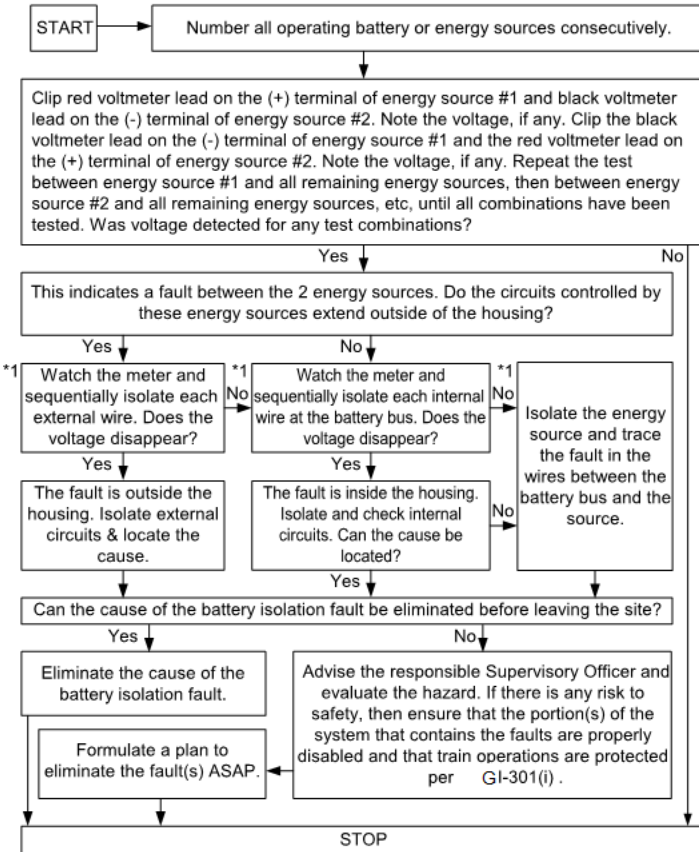 START
Number all operating battery or energy sources consecutively.
Clip red voltmeter lead on the (+) terminal of energy source #1 and black voltmeter
lead on the (-) terminal of energy source #2. Note the voltage, if any. Clip the black
voltmeter lead on the (-) terminal of energy source #1 and the red voltmeter lead on
the (+) terminal of energy source #2. Note the voltage, if any. Repeat the test
between energy source #1 and all remaining energy sources, then between energy
source #2 and all remaining energy sources, etc, until all combinations have been
tested. Was voltage detected for any test combinations?
Yes
No
This indicates a fault between the 2 energy sources. Do the circuits controlled by
these energy sources extend outside of the housing?
Yes
No
*1
Watch the meter and
sequentially isolate each
external wire. Does the
voltage disappear?
No
*1
Watch the meter and
sequentially isolate each internal
wire at the battery bus. Does the
voltage disappear?
No
*1
Isolate the energy
source and trace
the fault in the
wires between the
battery bus and the
source.
Yes
Yes
The fault is outside the
housing. Isolate external
circuits & locate the
cause.
The fault is inside the housing.
Isolate and check internal
circuits. Can the cause be
located?
No
Yes
Can the cause of the battery isolation fault be eliminated before leaving the site?
Yes
No
Eliminate the cause of the
battery isolation fault.
Advise the responsible Supervisory Officer and
evaluate the hazard. If there is any risk to
safety, then ensure that the portion(s) of the
system that contains the faults are properly
disabled and that train operations are protected
per GI-301(i) .
Formulate a plan to
eliminate the fault(s) ASAP.
STOP